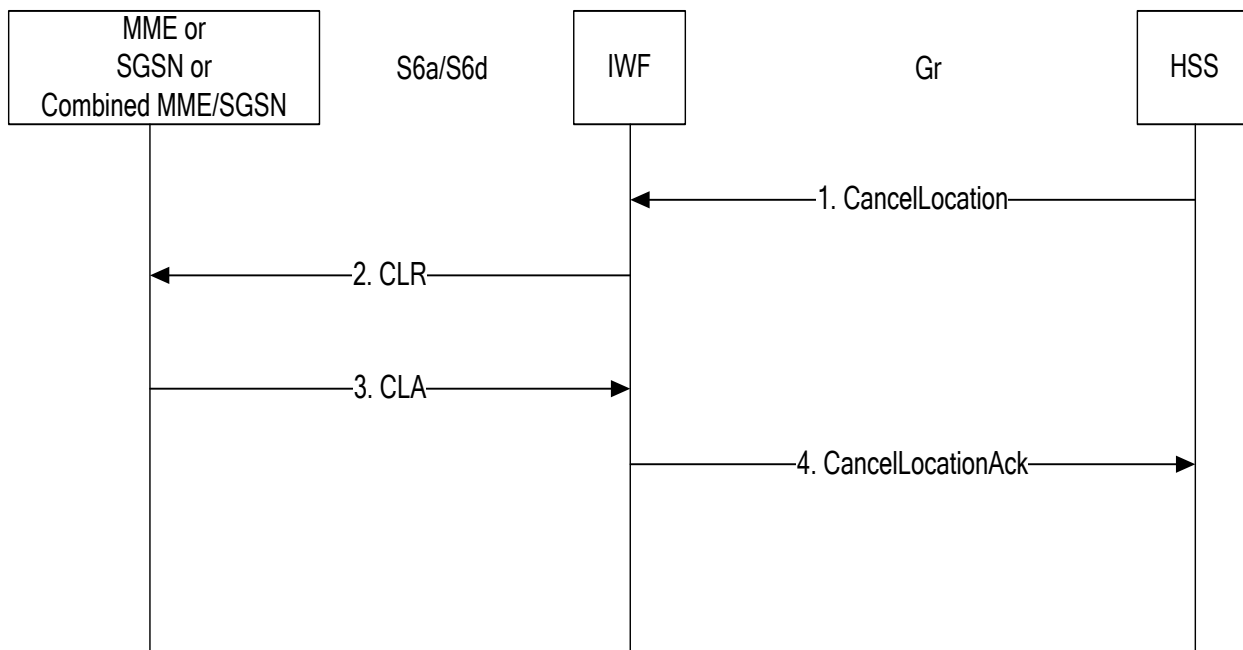 MME or
SGSN or
Combined MME/SGSN
S6a/S6d
IWF
Gr
HSS
1. CancelLocation
2. CLR
3. CLA
4. CancelLocationAck